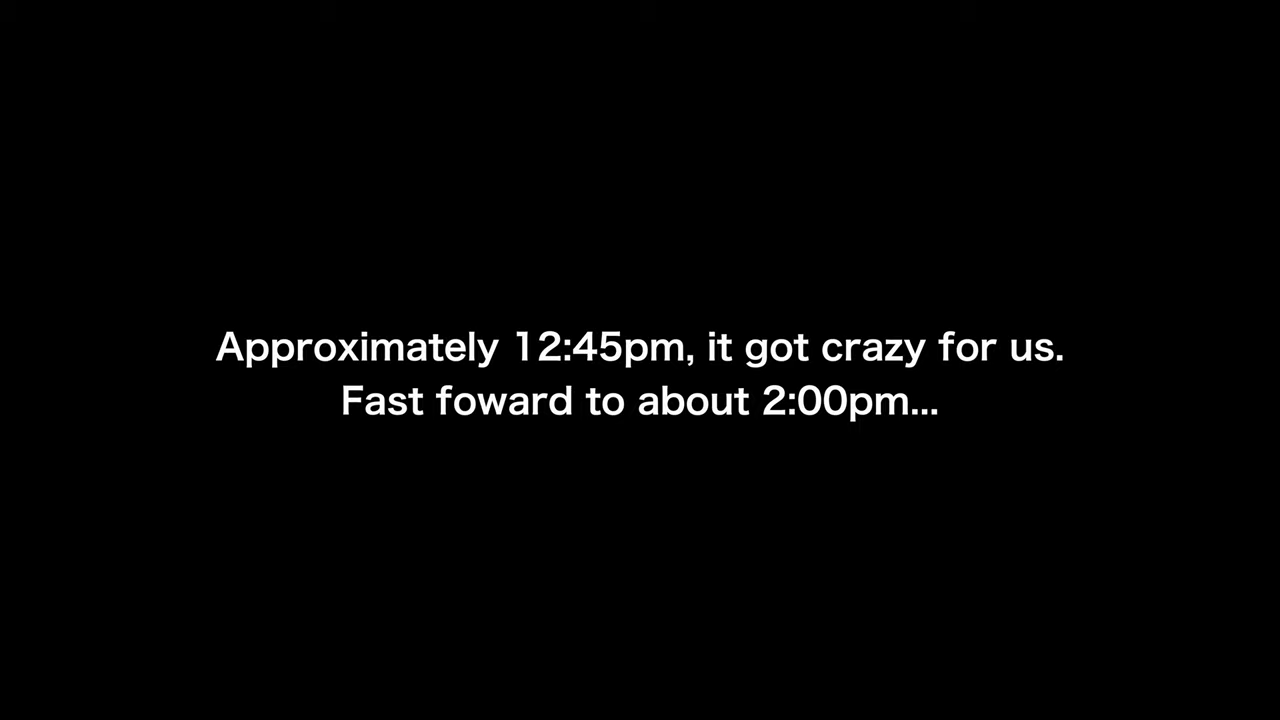 Approximately 12:45pm, it got crazy for us.
Fast foward to about 2:00pm...